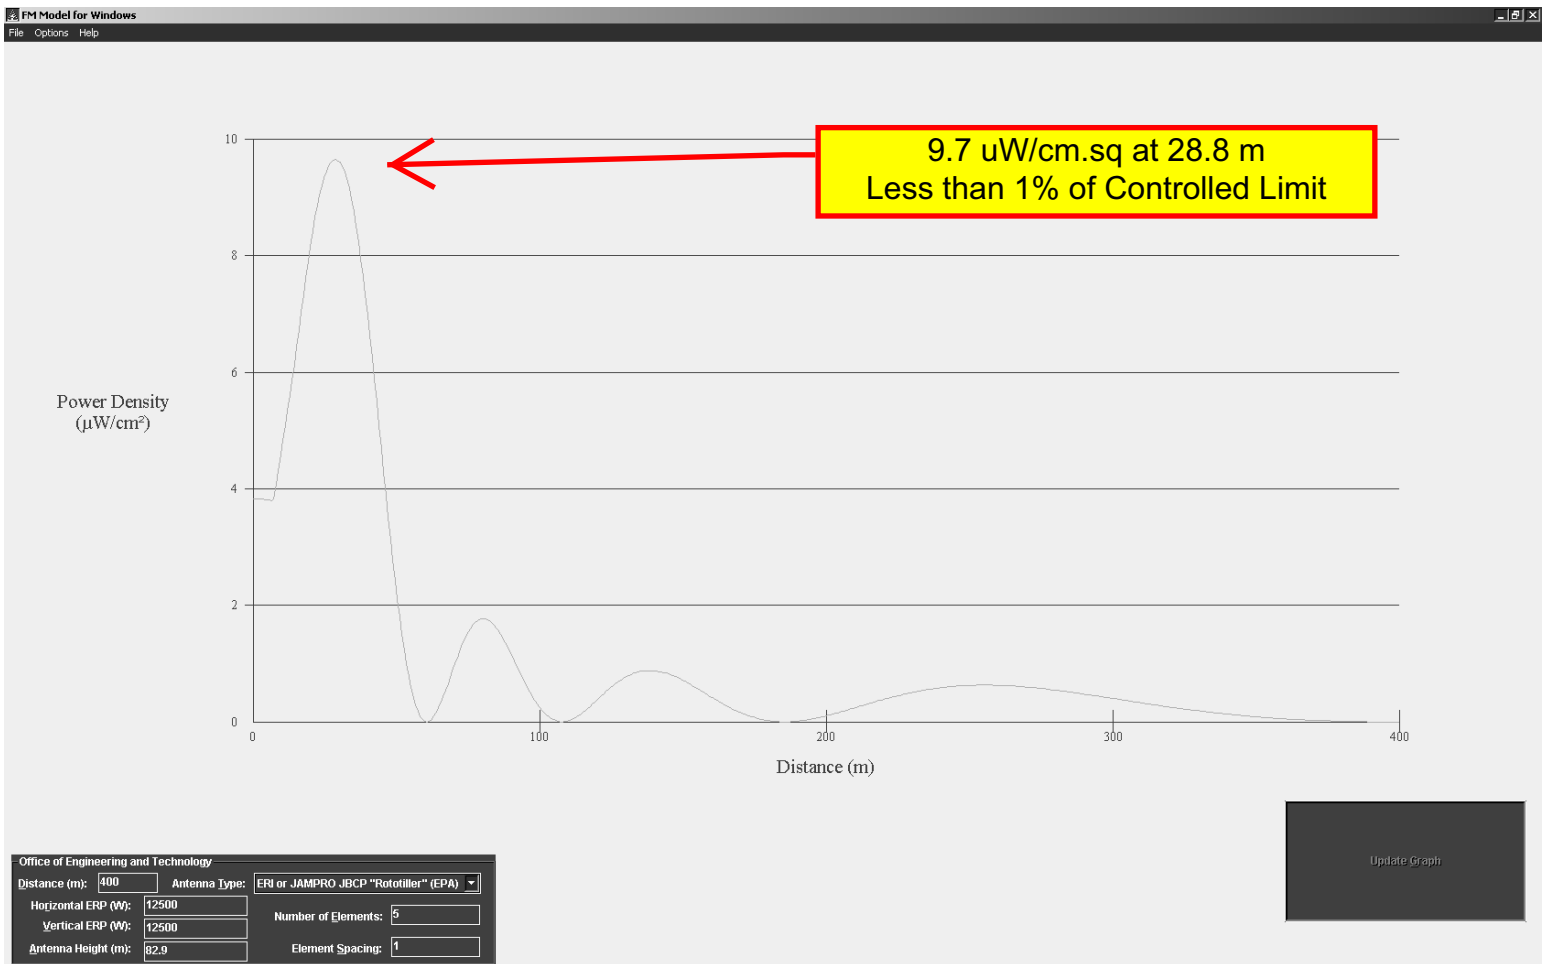 FM Model for Windows
File Options Help
10
9.7 uW/cm.sq at 28.8 m
Less than 1% of Controlled Limit
8
6
Power Density
(µW/cm²)
4
2
0
0 100 200 300 400
Distance (m)
Update Graph
Office of Engineering and Technology
Distance (m): 400 Antenna Type: ERI or JAMPRO JBCP "Rototiller" (EPA)
Horizontal ERP (W): 12500
Number of Elements: 5
Vertical ERP (W): 12500
Antenna Height (m): 82.9 Element Spacing: 1